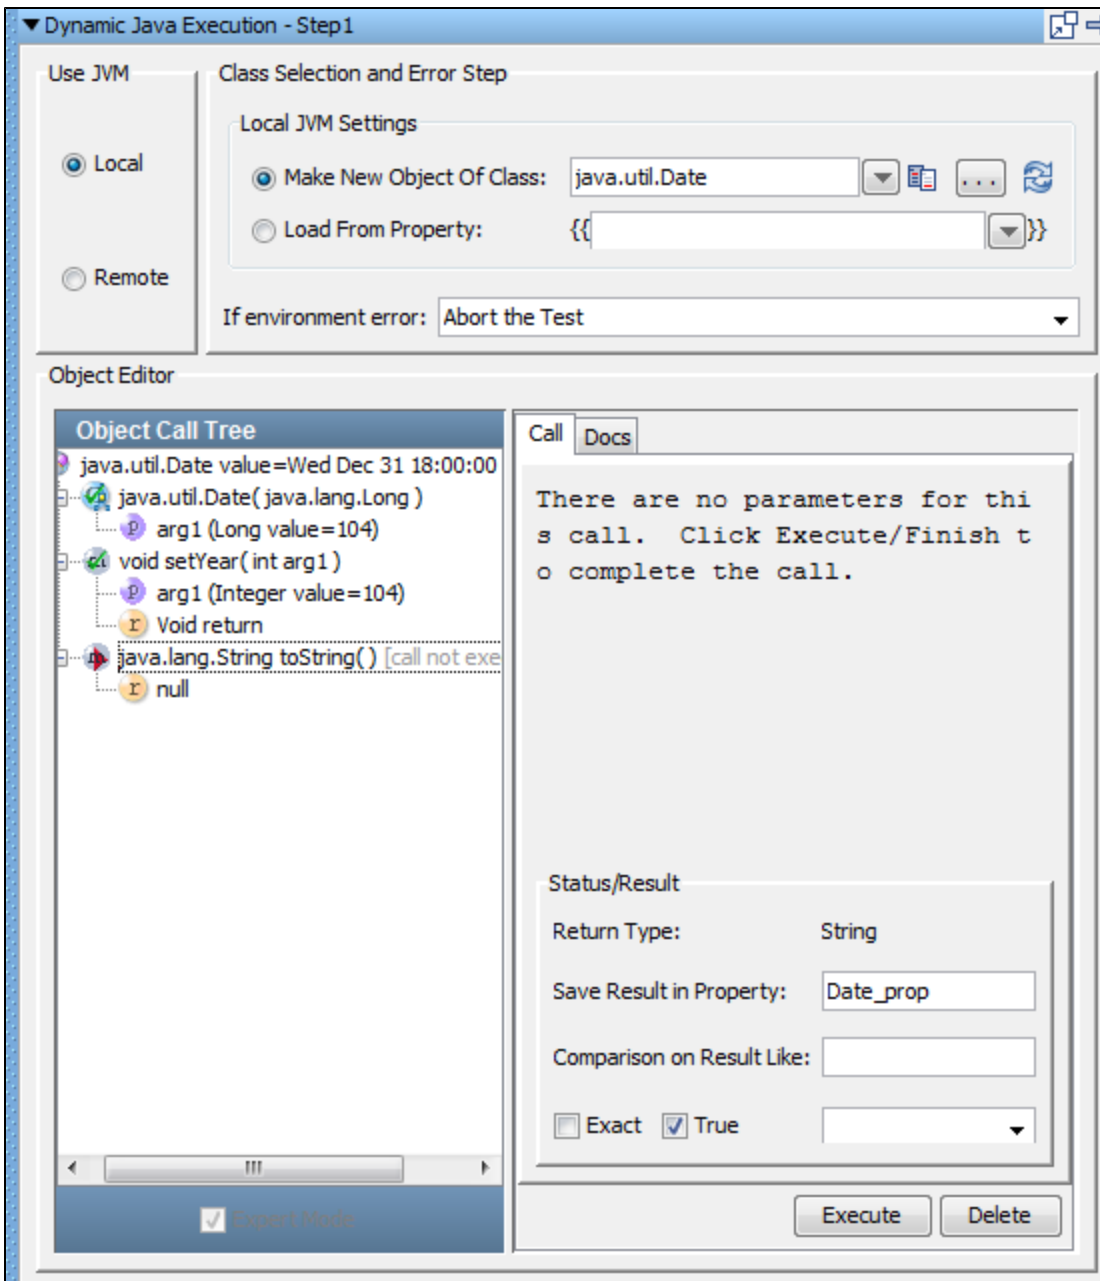 Dynamic Java Execution - Step1
Use JVM
Class Selection and Error Step
Local JVM Settings
Local
Make New Object Of Class: java.util.Date ...
Load From Property: {{ }}
Remote
If environment error: Abort the Test
Object Editor
Object Call Tree
java.util.Date value=Wed Dec 31 18:00:00
java.util.Date( java.lang.Long )
p arg1 (Long value=104)
void setYear( int arg1 )
p arg1 (Integer value=104)
r Void return
java.lang.String toString( ) [call not exe
r null
Expert Mode
Call Docs
There are no parameters for thi
s call.  Click Execute/Finish t
o complete the call.
Status/Result
Return Type: String
Save Result in Property: Date_prop
Comparison on Result Like:
Exact True
Execute Delete